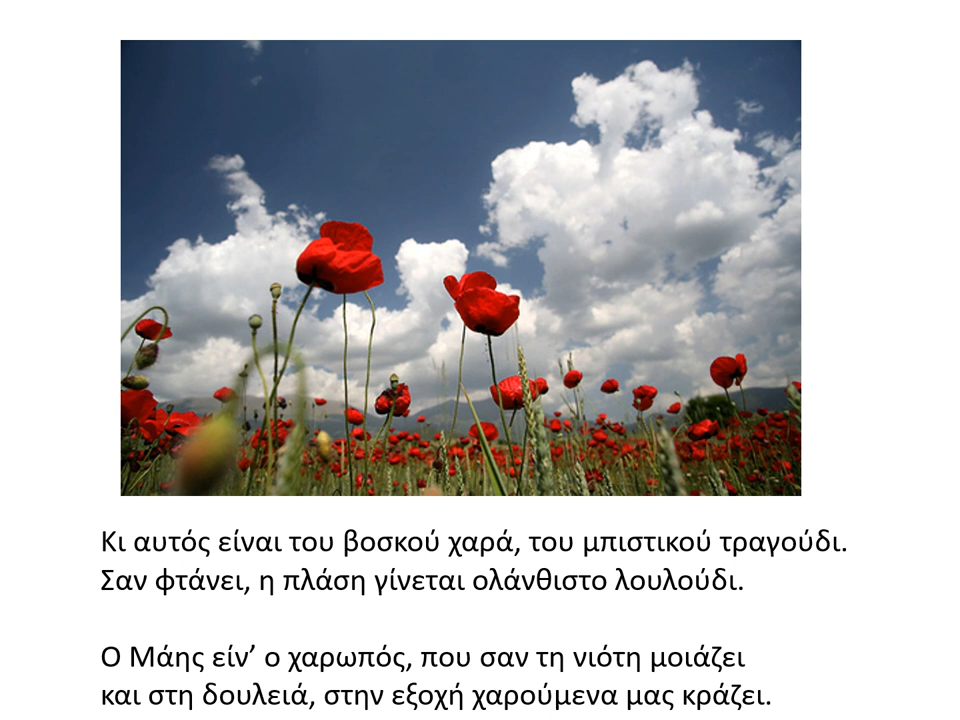 Κι αυτός είναι του βοσκού χαρά, του μπιστικού τραγούδι.
Σαν φτάνει, η πλάση γίνεται ολάνθιστο λουλούδι.
Ο Μάης είν’ ο χαρωπός, που σαν τη νιότη μοιάζει
και στη δουλειά, στην εξοχή χαρούμενα μας κράζει.